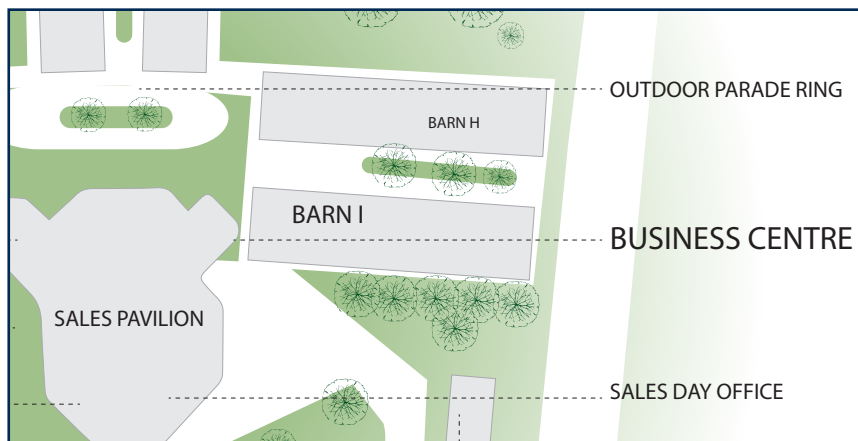 OUTDOOR PARADE RING
BARN H
BARN I
BUSINESS CENTRE
SALES PAVILION
SALES DAY OFFICE